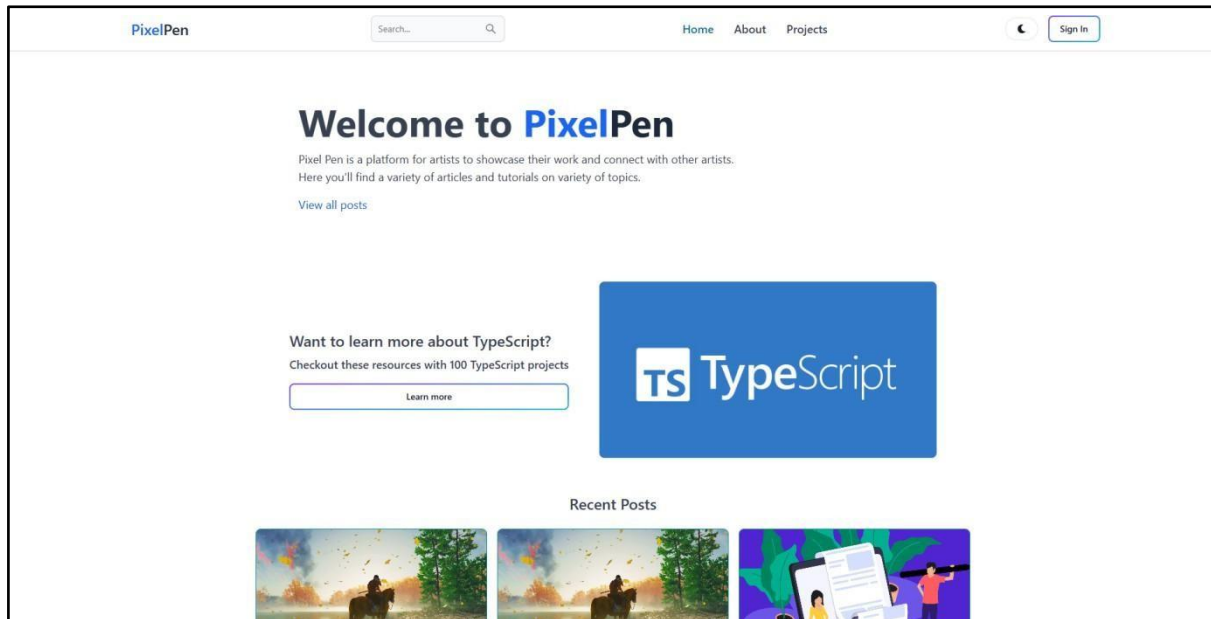 PixelPen
Search...
Home About Projects
Sign In
Welcome to PixelPen
Pixel Pen is a platform for artists to showcase their work and connect with other artists.
Here you'll find a variety of articles and tutorials on variety of topics.
View all posts
Want to learn more about TypeScript?
Checkout these resources with 100 TypeScript projects
Learn more
TS TypeScript
Recent Posts